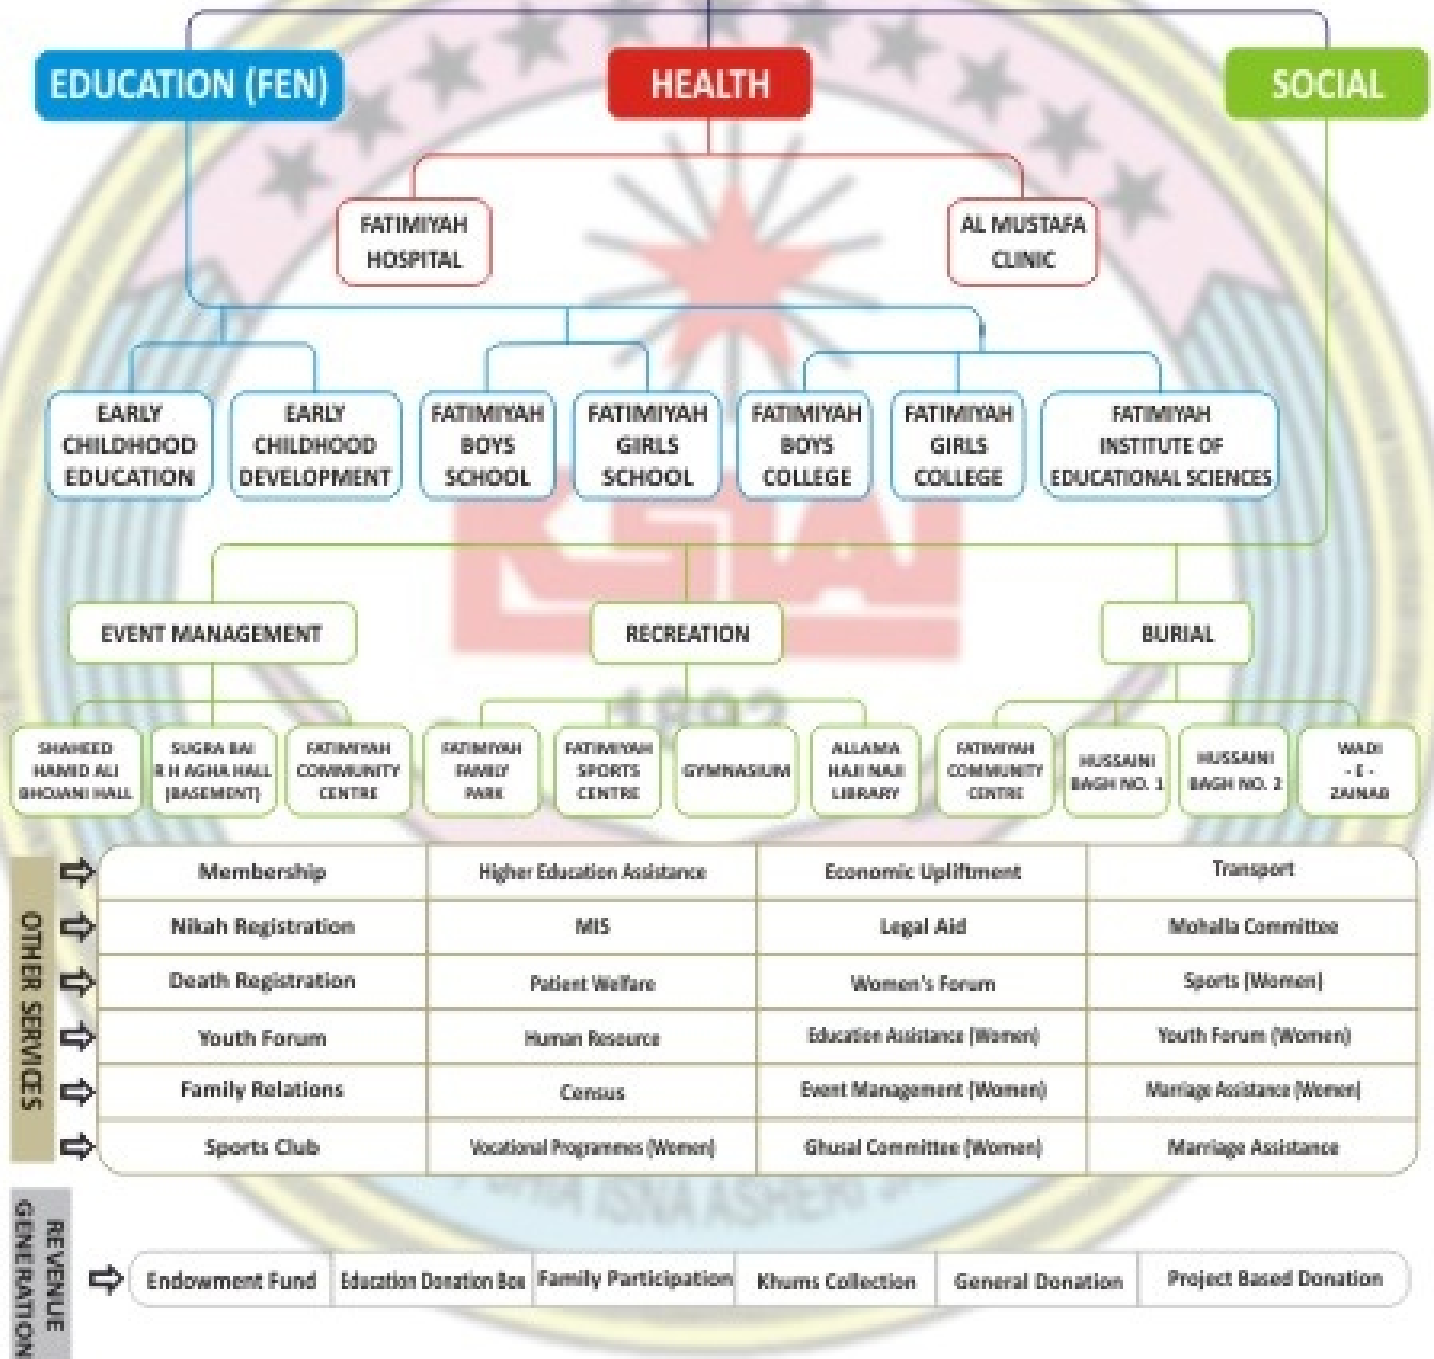 EDUCATION (FEN)
HEALTH
SOCIAL
FATIMIYAH
HOSPITAL
AL MUSTAFA
CLINIC
EARLY
CHILDHOOD
EDUCATION
EARLY
CHILDHOOD
DEVELOPMENT
FATIMIYAH
BOYS
SCHOOL
FATIMIYAH
GIRLS
SCHOOL
FATIMIYAH
BOYS
COLLEGE
FATIMIYAH
GIRLS
COLLEGE
FATIMIYAH
INSTITUTE OF
EDUCATIONAL SCIENCES
KSIAJ
1892
EVENT MANAGEMENT
RECREATION
BURIAL
SHAHEED
HAMID ALI
BHOJANI HALL
SUGRA BAI
R H AGHA HALL
(BASEMENT)
FATIMIYAH
COMMUNITY
CENTRE
FATIMIYAH
FAMILY
PARK
FATIMIYAH
SPORTS
CENTRE
GYMNASIUM
ALLAMA
HAJI NAJI
LIBRARY
FATIMIYAH
COMMUNITY
CENTRE
HUSSAINI
BAGH NO. 1
HUSSAINI
BAGH NO. 2
WADI
- E -
ZAINAB
OTHER SERVICES
Membership
Higher Education Assistance
Economic Upliftment
Transport
Nikah Registration
MIS
Legal Aid
Mohalla Committee
Death Registration
Patient Welfare
Women's Forum
Sports (Women)
Youth Forum
Human Resource
Education Assistance (Women)
Youth Forum (Women)
Family Relations
Census
Event Management (Women)
Marriage Assistance (Women)
Sports Club
Vocational Programmes (Women)
Ghusal Committee (Women)
Marriage Assistance
SHIA ISNA ASHERI
REVENUE
GENERATION
Endowment Fund
Education Donation Box
Family Participation
Khums Collection
General Donation
Project Based Donation